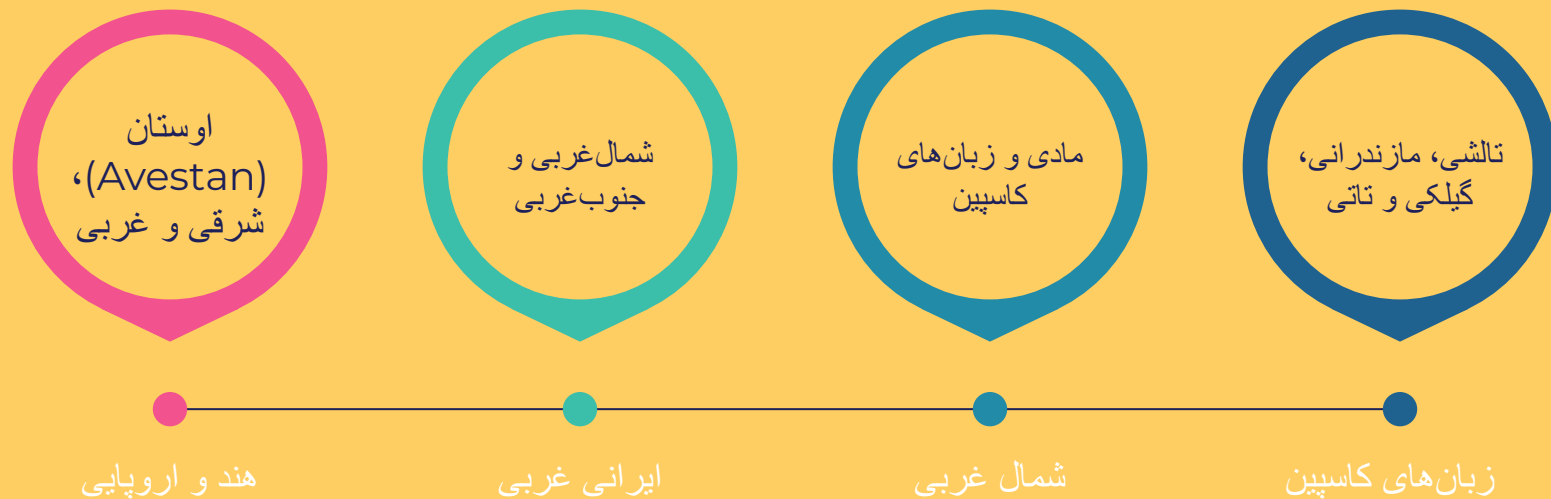 اوستان
(Avestan)،
شرقی و غربی
شمال‌غربی و
جنوب‌غربی
مادی و زبان‌های
کاسپین
تالشی، مازندرانی،
گیلکی و تاتی
هند و اروپایی
ایرانی غربی
شمال غربی
زبان‌های کاسپین